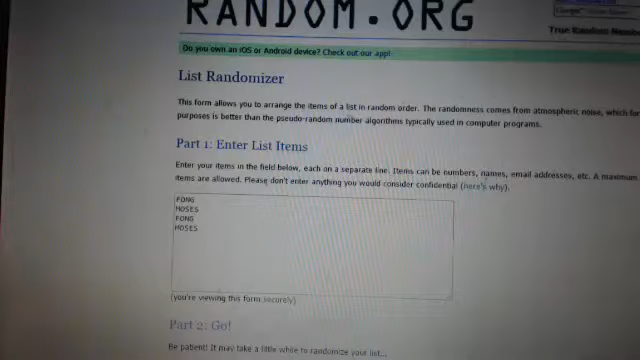 RANDOM.ORG
True Random Numbe
Do you own an iOS or Android device? Check out our app!
List Randomizer
This form allows you to arrange the items of a list in random order. The randomness comes from atmospheric noise, which for
purposes is better than the pseudo-random number algorithms typically used in computer programs.
Part 1: Enter List Items
Enter your items in the field below, each on a separate line. Items can be numbers, names, email addresses, etc. A maximum
items are allowed. Please don't enter anything you would consider confidential (here's why).
FONG
MOSES
FONG
MOSES
(you're viewing this form securely)
Part 2: Go!
Be patient! It may take a little while to randomize your list...